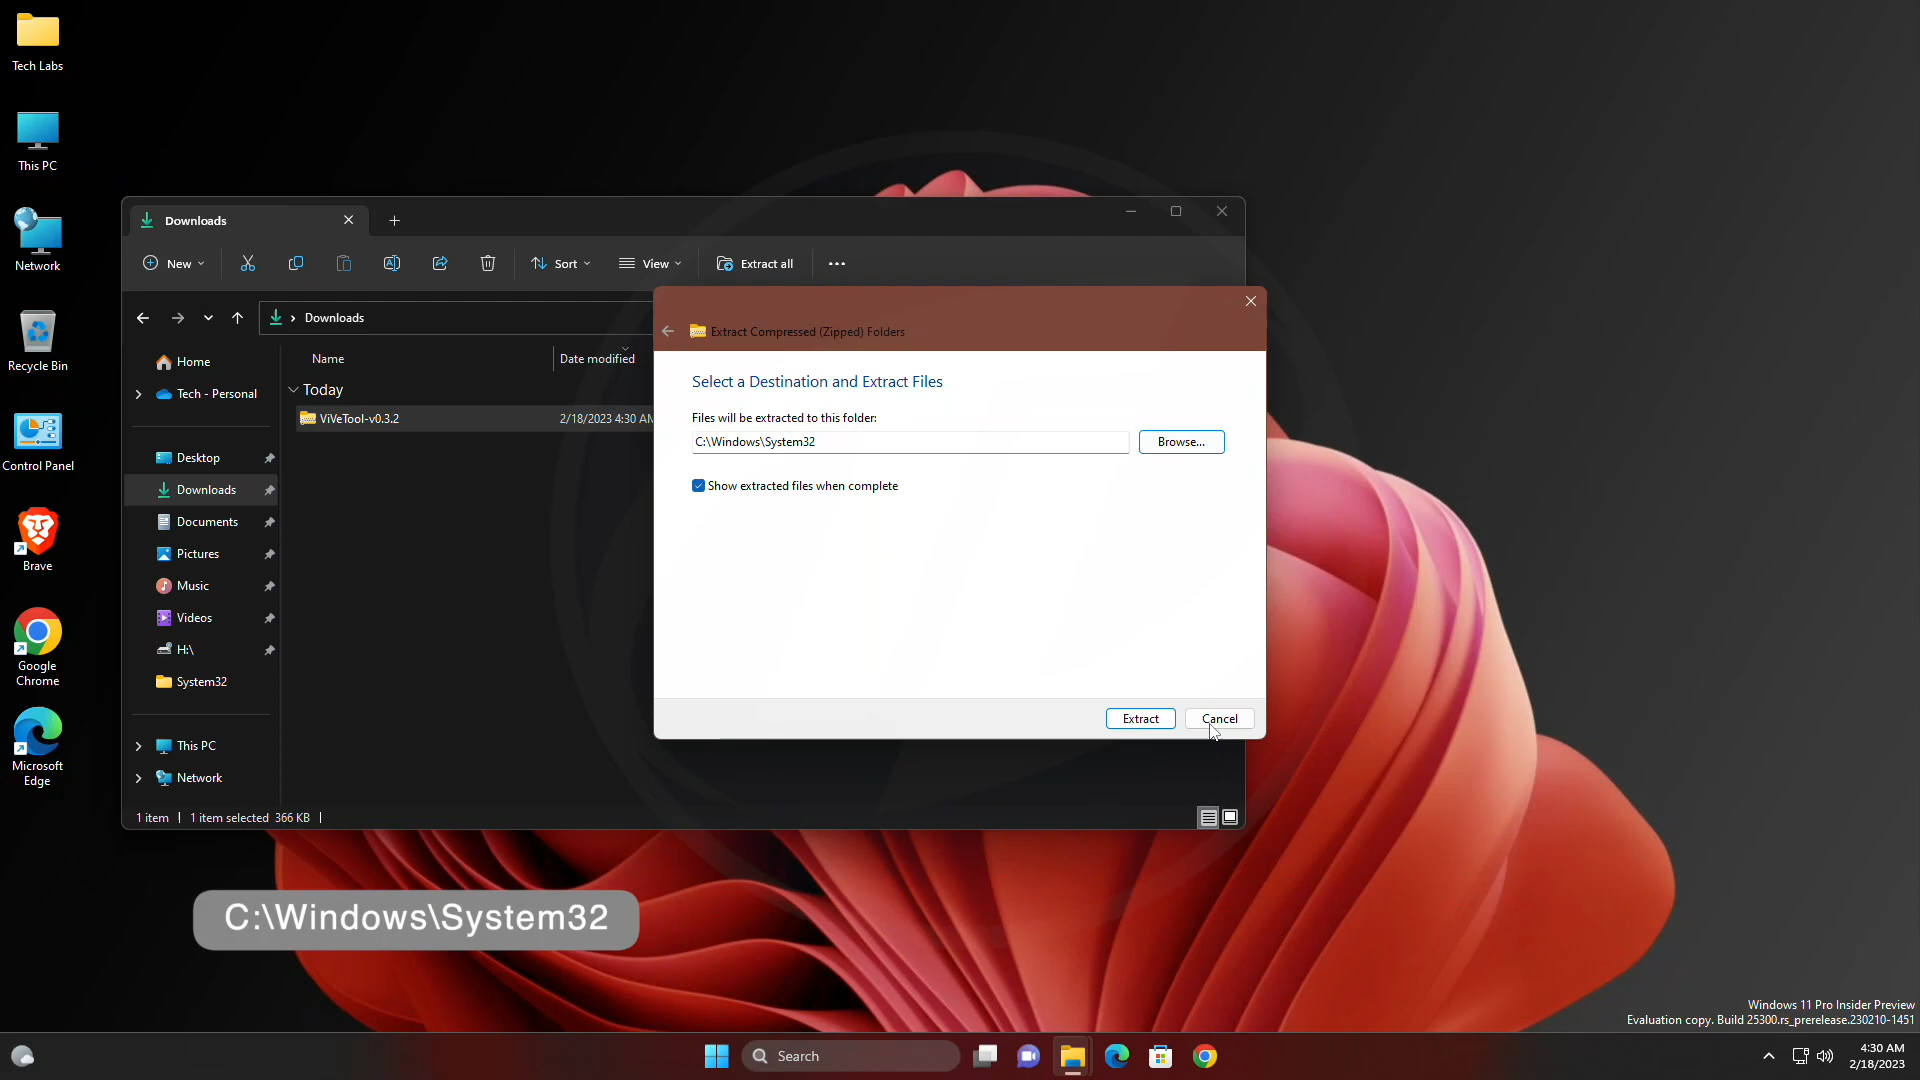 Tech Labs
This PC
Network
Recycle Bin
Control Panel
Brave
Google
Chrome
Microsoft
Edge
Downloads
New
Sort
View
Extract all
Downloads
Home
Tech - Personal
Desktop
Downloads
Documents
Pictures
Music
Videos
H:\
System32
This PC
Network
Name
Date modified
Today
ViVeTool-v0.3.2
2/18/2023 4:30 AM
1 item
1 item selected 366 KB
Extract Compressed (Zipped) Folders
Select a Destination and Extract Files
Files will be extracted to this folder:
C:\Windows\System32
Browse...
Show extracted files when complete
Extract
Cancel
C:\Windows\System32
Windows 11 Pro Insider Preview
Evaluation copy. Build 25300.rs_prerelease.230210-1451
Search
4:30 AM
2/18/2023